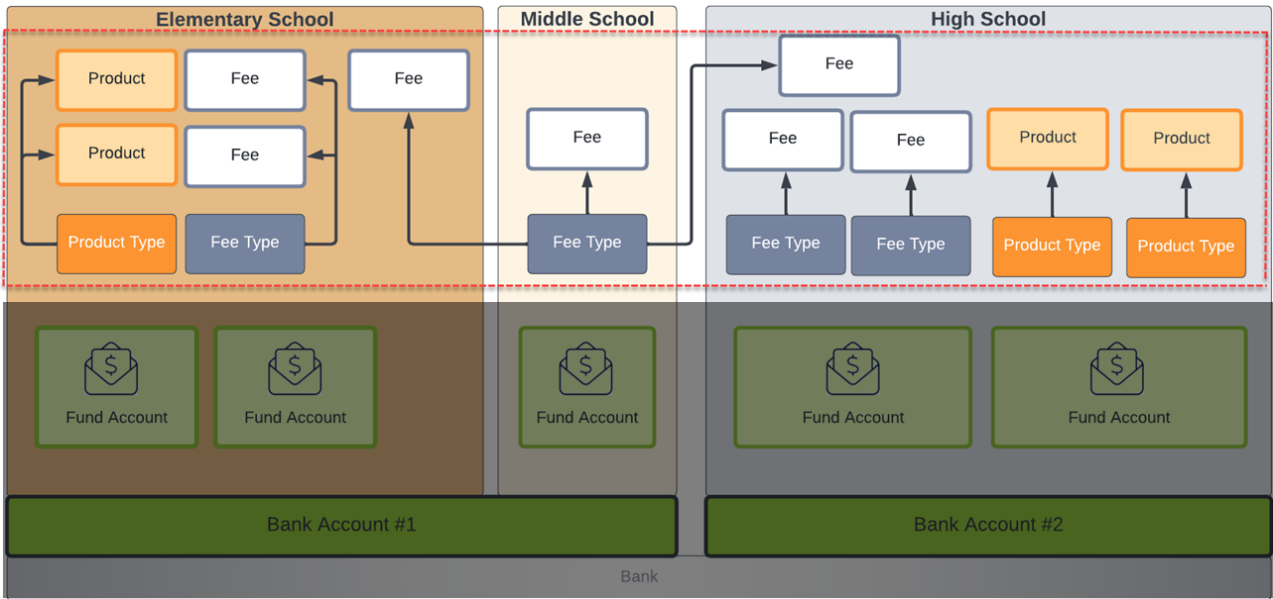 Elementary School
Middle School
High School
Product
Fee
Fee
Fee
Product
Fee
Fee
Fee
Fee
Product
Product
Product Type
Fee Type
Fee Type
Fee Type
Fee Type
Product Type
Product Type
$
$
$
$
$
Fund Account
Fund Account
Fund Account
Fund Account
Fund Account
Bank Account #1
Bank Account #2
Bank